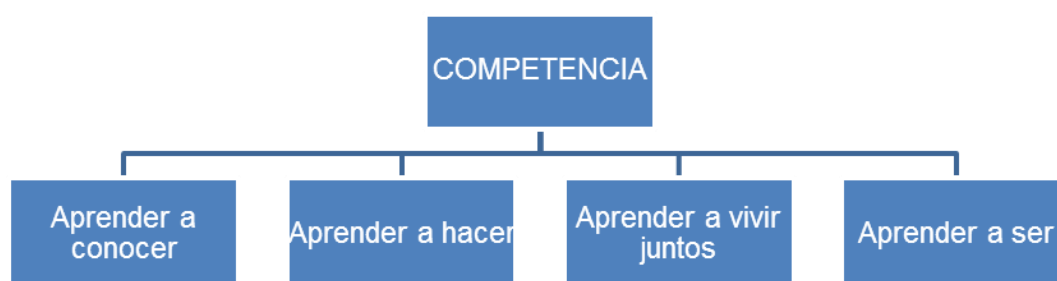 COMPETENCIA
Aprender a
conocer
Aprender a hacer
Aprender a vivir
juntos
Aprender a ser